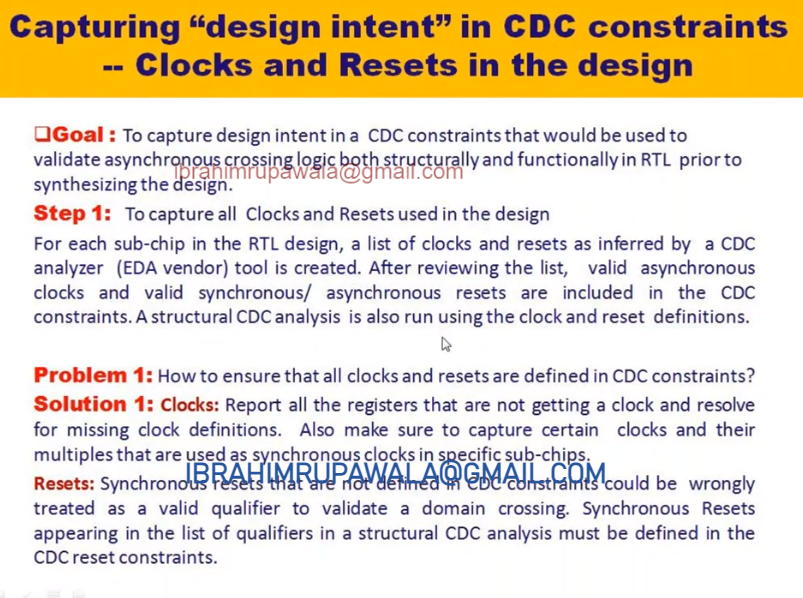 Capturing “design intent” in CDC constraints
-- Clocks and Resets in the design
❑Goal : To capture design intent in a CDC constraints that would be used to
validate asynchronous crossing logic both structurally and functionally in RTL prior to
ibrahimrupawala@gmail.com
synthesizing the design.
Step 1: To capture all Clocks and Resets used in the design
For each sub-chip in the RTL design, a list of clocks and resets as inferred by a CDC
analyzer (EDA vendor) tool is created. After reviewing the list, valid asynchronous
clocks and valid synchronous/ asynchronous resets are included in the CDC
constraints. A structural CDC analysis is also run using the clock and reset definitions.
Problem 1: How to ensure that all clocks and resets are defined in CDC constraints?
Solution 1: Clocks: Report all the registers that are not getting a clock and resolve
for missing clock definitions. Also make sure to capture certain clocks and their
multiples that are used as synchronous clocks in specific sub-chips.
IBRAHIMRUPAWALA@GMAIL.COM
Resets: Synchronous resets that are not defined in CDC constraints could be wrongly
treated as a valid qualifier to validate a domain crossing. Synchronous Resets
appearing in the list of qualifiers in a structural CDC analysis must be defined in the
CDC reset constraints.